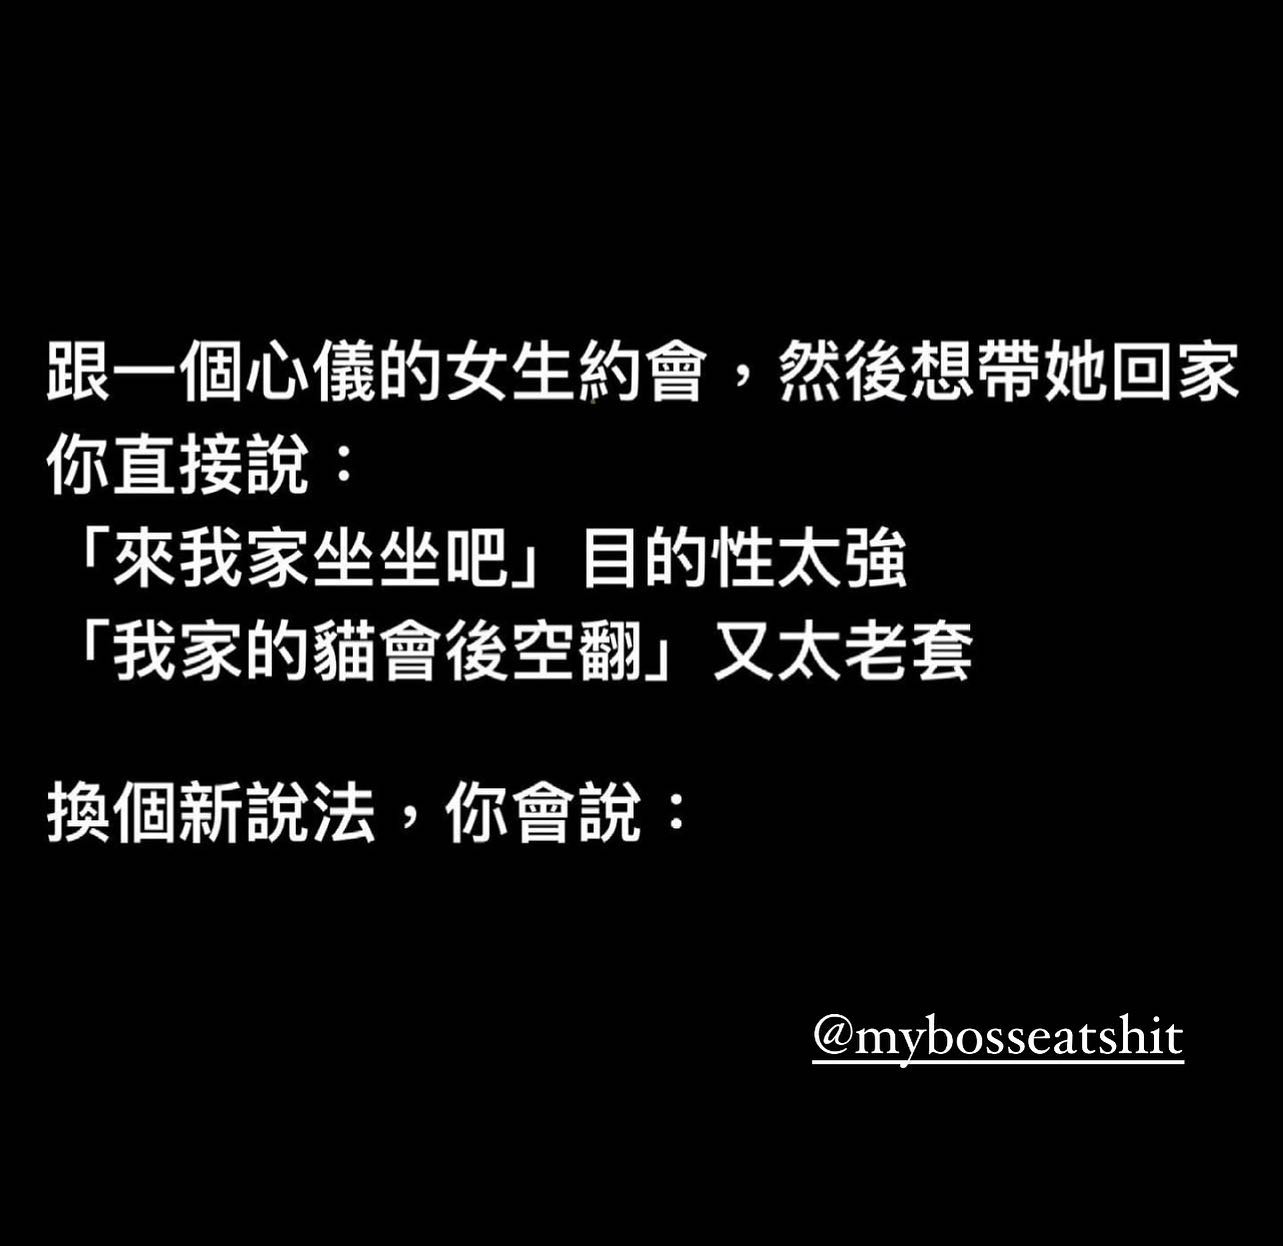 跟一個心儀的女生約會，然後想帶她回家
你直接說：
「來我家坐坐吧」目的性太強
「我家的貓會後空翻」又太老套
換個新說法，你會說：
@mybosseatshit